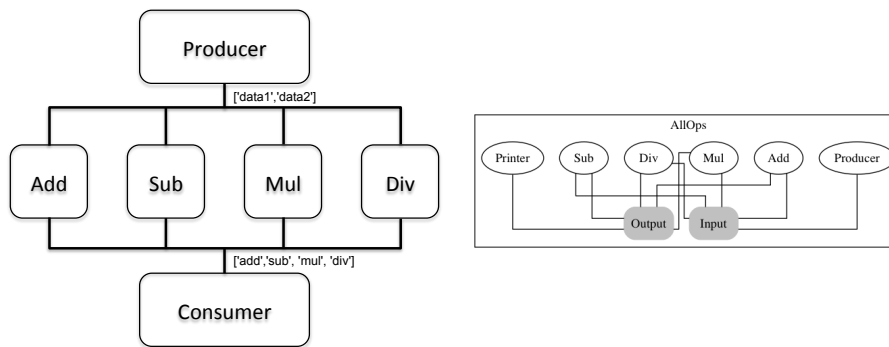 Producer
['data1','data2']
Add Sub Mul Div
['add','sub', 'mul', 'div']
Consumer
AllOps
Printer Sub Div Mul Add Producer
Output Input